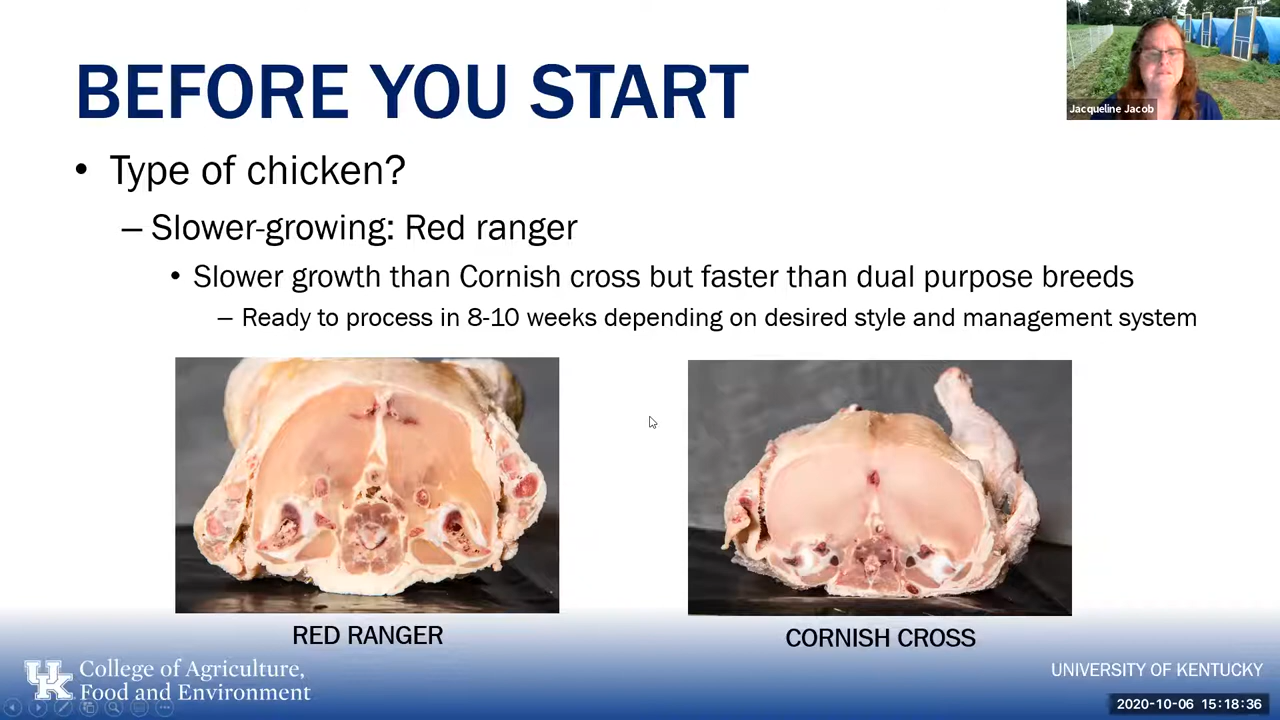 BEFORE YOU START
Jacqueline Jacob
• Type of chicken?
– Slower-growing: Red ranger
• Slower growth than Cornish cross but faster than dual purpose breeds
– Ready to process in 8-10 weeks depending on desired style and management system
RED RANGER
CORNISH CROSS
UK College of Agriculture,
Food and Environment
UNIVERSITY OF KENTUCKY
2020-10-06 15:18:36